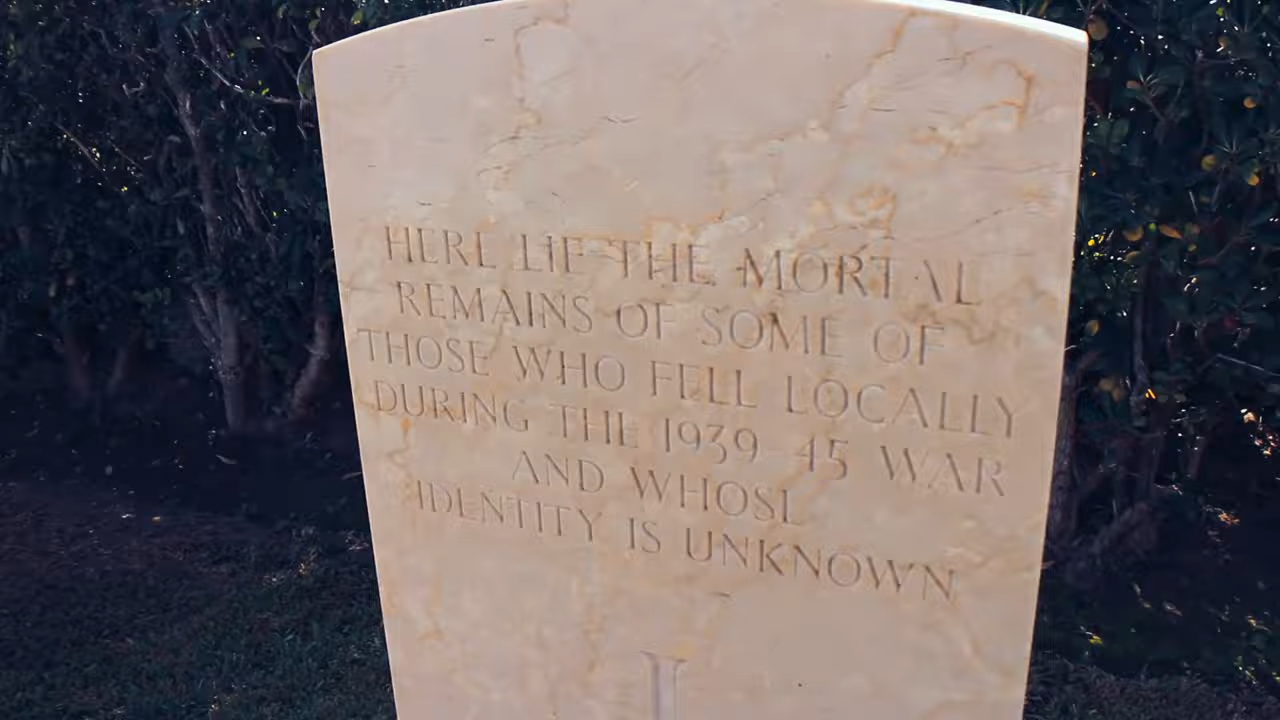 HERE LIE THE MORTAL
REMAINS OF SOME OF
THOSE WHO FELL LOCALLY
DURING THE 1939-45 WAR
AND WHOSE
IDENTITY IS UNKNOWN